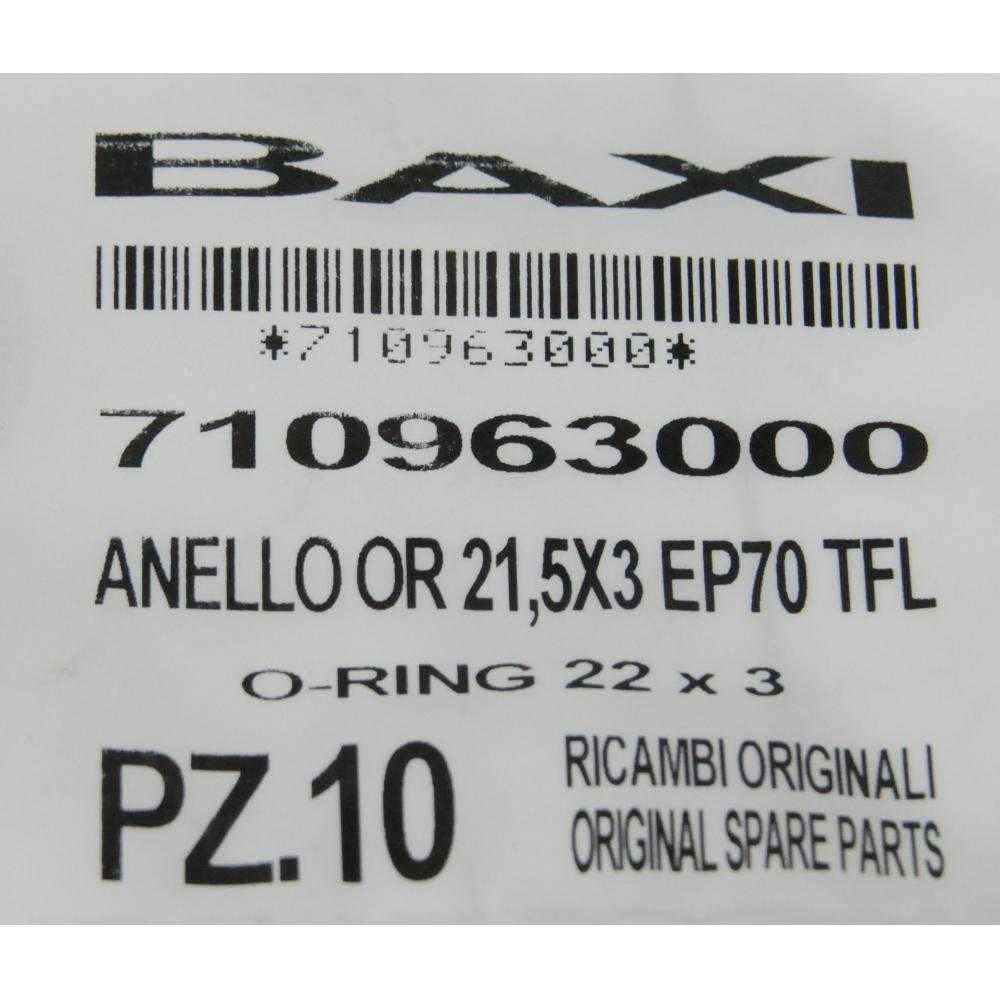 BAXI
*710963000*
710963000
ANELLO OR 21,5X3 EP70 TFL
O-RING 22 x 3
PZ.10
RICAMBI ORIGINALI
ORIGINAL SPARE PARTS